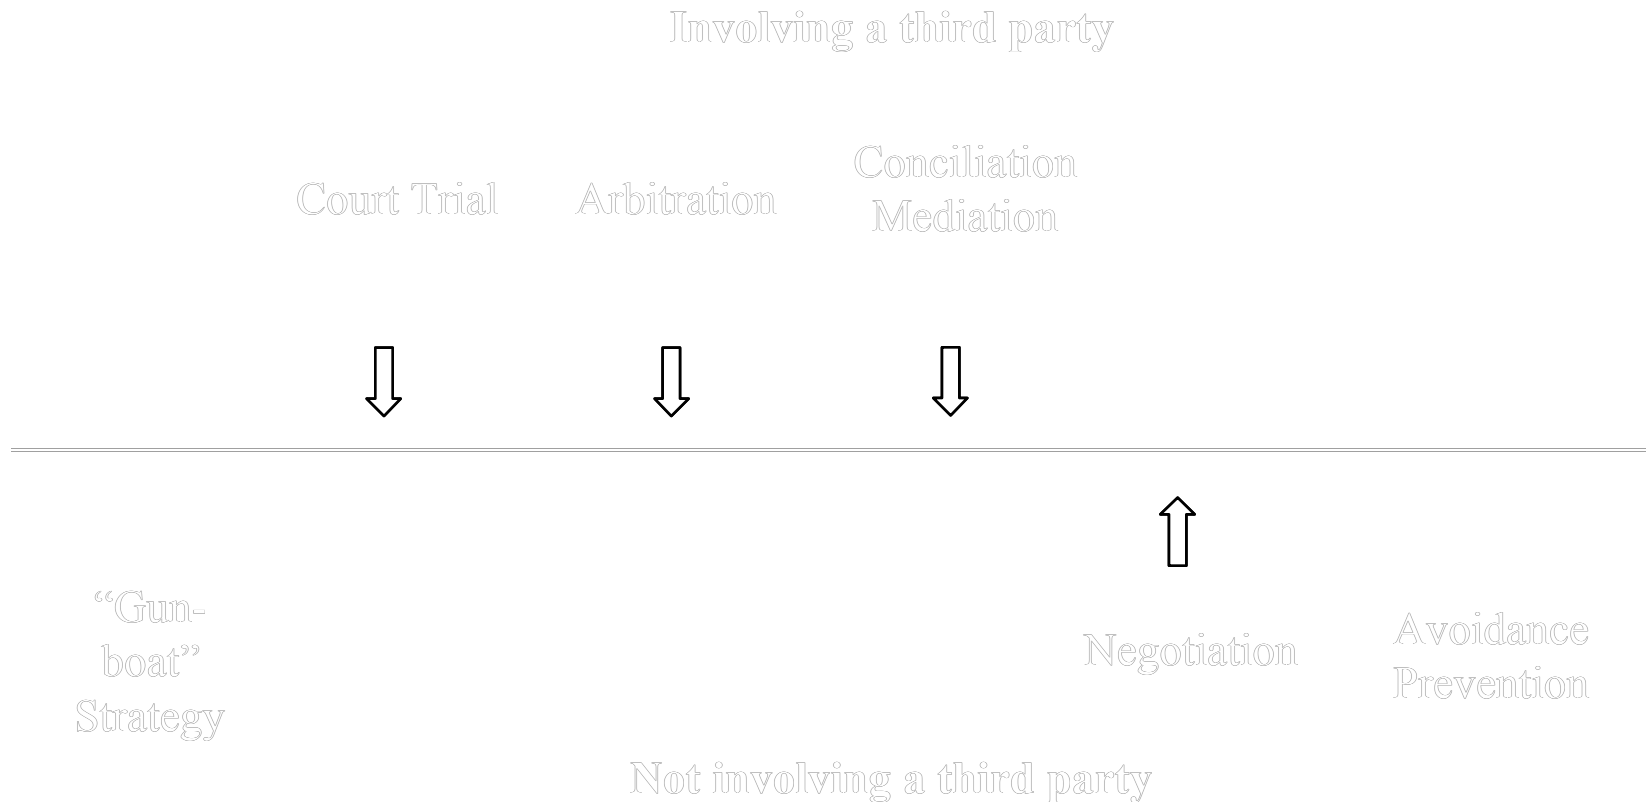 Involving a third party
Court Trial
Arbitration
Conciliation
Mediation
“Gun-
boat”
Strategy
Negotiation
Avoidance
Prevention
Not involving a third party